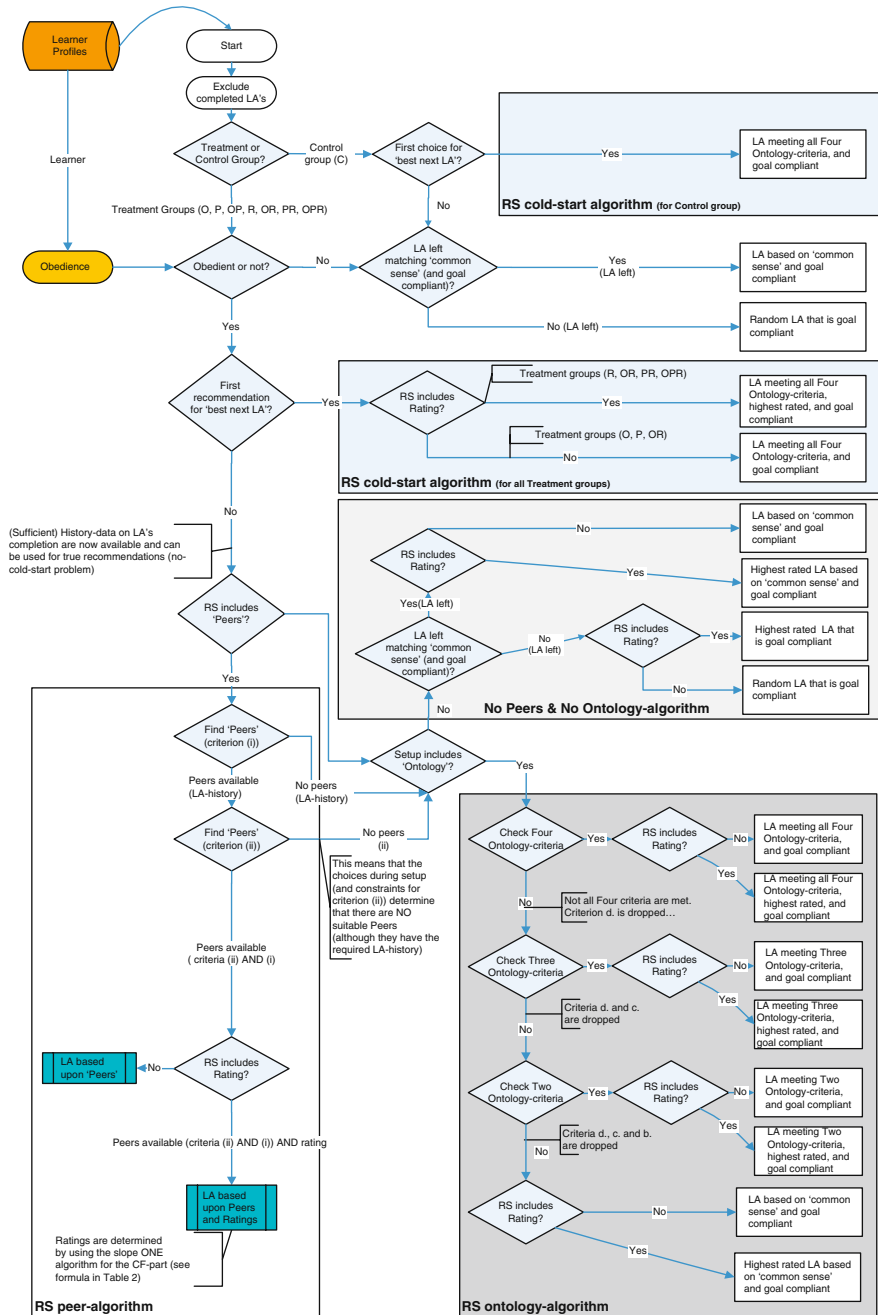 Learner
Profiles
Start
Exclude
completed LA's
Treatment or
Control Group?
Control
group (C)
First choice for
'best next LA'?
Yes
LA meeting all Four
Ontology-criteria, and
goal compliant
RS cold-start algorithm (for Control group)
Learner
No
Treatment Groups (O, P, OP, R, OR, PR, OPR)
Obedience
Obedient or not?
No
LA left
matching 'common
sense' (and goal
compliant)?
Yes
(LA left)
LA based on 'common
sense' and goal
compliant
No (LA left)
Random LA that is goal
compliant
Yes
First
recommendation
for 'best next LA'?
Yes
RS includes
Rating?
Treatment groups (R, OR, PR, OPR)
Yes
LA meeting all Four
Ontology-criteria,
highest rated, and goal
compliant
Treatment groups (O, P, OR)
No
LA meeting all Four
Ontology-criteria, and
goal compliant
RS cold-start algorithm (for all Treatment groups)
No
(Sufficient) History-data on LA's
completion are now available and can
be used for true recommendations (no-
cold-start problem)
No
LA based on 'common
sense' and goal
compliant
RS includes
Rating?
Yes
Highest rated LA based
on 'common sense' and
goal compliant
Yes(LA left)
RS includes
'Peers'?
LA left
matching 'common
sense' (and goal
compliant)?
No
(LA left)
RS includes
Rating?
Yes
Highest rated LA that
is goal compliant
No
Random LA that is goal
compliant
No Peers & No Ontology-algorithm
Yes
No
Find 'Peers'
(criterion (i))
Setup includes
'Ontology'?
Yes
Peers available
(LA-history)
No peers
(LA-history)
Find 'Peers'
(criterion (ii))
No peers
(ii)
This means that the
choices during setup
(and constraints for
criterion (ii)) determine
that there are NO
suitable Peers
(although they have the
required LA-history)
Check Four
Ontology-criteria
Yes
RS includes
Rating?
No
LA meeting all Four
Ontology-criteria,
and goal compliant
Yes
LA meeting all Four
Ontology-criteria,
highest rated, and
goal compliant
No
Not all Four criteria are met.
Criterion d. is dropped…
Peers available
( criteria (ii) AND (i)
Check Three
Ontology-criteria
Yes
RS includes
Rating?
No
LA meeting Three
Ontology-criteria,
and goal compliant
Yes
LA meeting Three
Ontology-criteria,
highest rated, and
goal compliant
Criteria d. and c.
are dropped
No
LA based
upon 'Peers'
No
RS includes
Rating?
Check Two
Ontology-criteria
Yes
RS includes
Rating?
No
LA meeting Two
Ontology-criteria,
and goal compliant
Yes
LA meeting Two
Ontology-criteria,
highest rated, and
goal compliant
Criteria d., c. and b.
are dropped
No
Peers available (criteria (ii) AND (i)) AND rating
LA based
upon Peers
and Ratings
RS includes
Rating?
No
LA based on 'common
sense' and goal
compliant
Yes
Highest rated LA based
on 'common sense'
and goal compliant
Ratings are determined
by using the slope ONE
algorithm for the CF-part (see
formula in Table 2)
RS peer-algorithm
RS ontology-algorithm